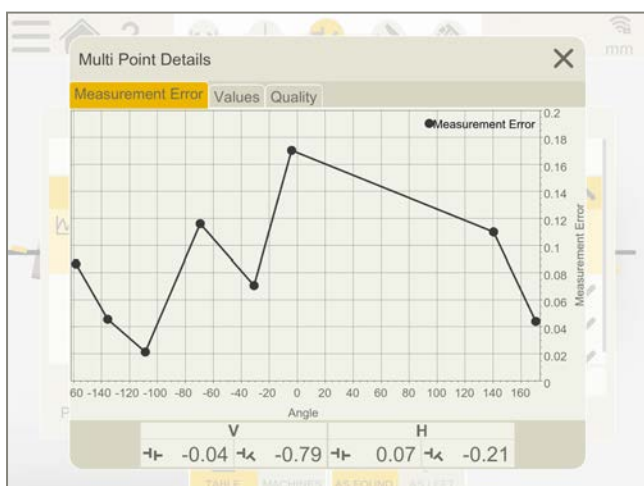 ?
mm
Multi Point Details
Measurement Error Values Quality
Measurement Error
0.2
0.18
0.16
0.14
0.12
0.1
0.08
0.06
0.04
0.02
0
Measurement Error
60 -140 -120 -100 -80 -60 -40 -20 0 20 40 60 80 100 120 140 160
Angle
V H
-0.04 -0.79 0.07 -0.21
P
TABLE MACHINES AS FOUND AS LEFT